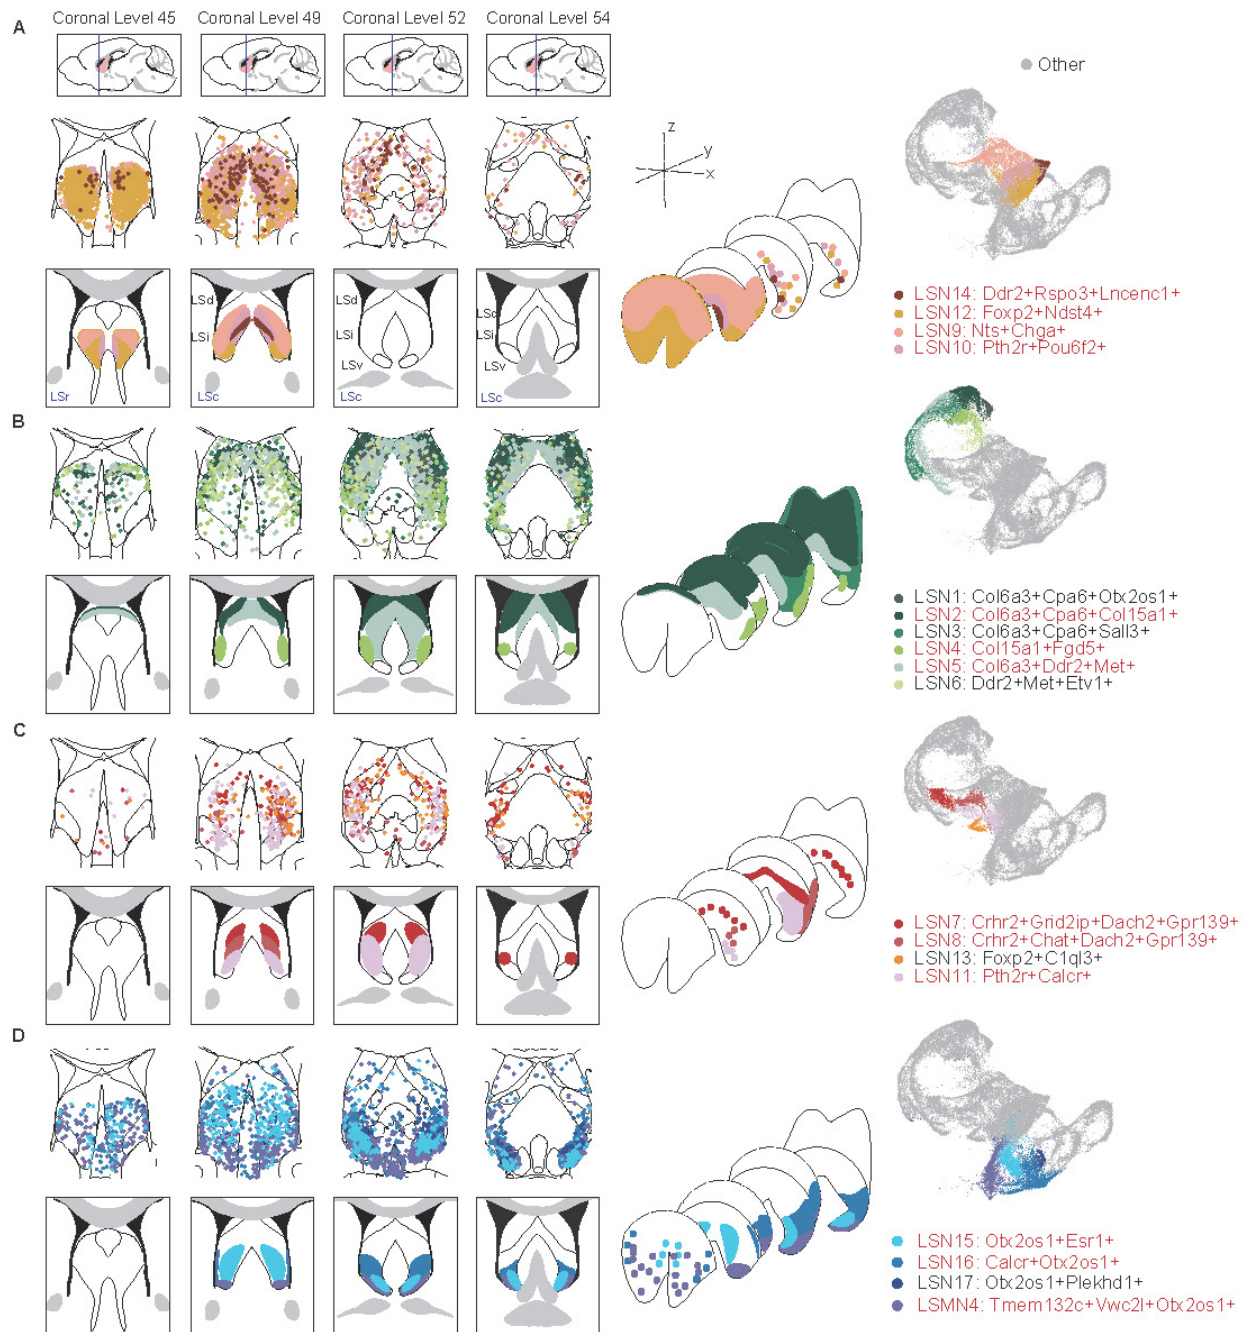 Coronal Level 45 Coronal Level 49 Coronal Level 52 Coronal Level 54
A
Other
z
y
x
LSd
LSi
LSr
LSc
LSd
LSi
LSv
LSc
LSi
LSv
LSc
LSN14: Ddr2+Rspo3+Lncenc1+
LSN12: Foxp2+Ndst4+
LSN9: Nts+Chga+
LSN10: Pth2r+Pou6f2+
B
LSN1: Col6a3+Cpa6+Otx2os1+
LSN2: Col6a3+Cpa6+Col15a1+
LSN3: Col6a3+Cpa6+Sall3+
LSN4: Col15a1+Fgd5+
LSN5: Col6a3+Ddr2+Met+
LSN6: Ddr2+Met+Etv1+
C
LSN7: Crhr2+Grid2ip+Dach2+Gpr139+
LSN8: Crhr2+Chat+Dach2+Gpr139+
LSN13: Foxp2+C1ql3+
LSN11: Pth2r+Calcr+
D
LSN15: Otx2os1+Esr1+
LSN16: Calcr+Otx2os1+
LSN17: Otx2os1+Plekhd1+
LSMN4: Tmem132c+Vwc2l+Otx2os1+